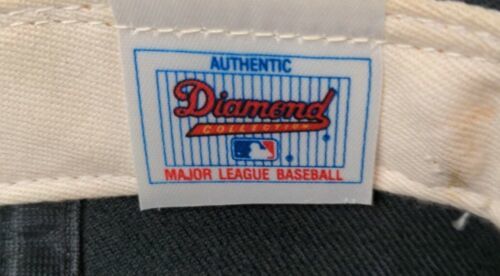 AUTHENTIC
Diamond
COLLECTION
MAJOR LEAGUE BASEBALL